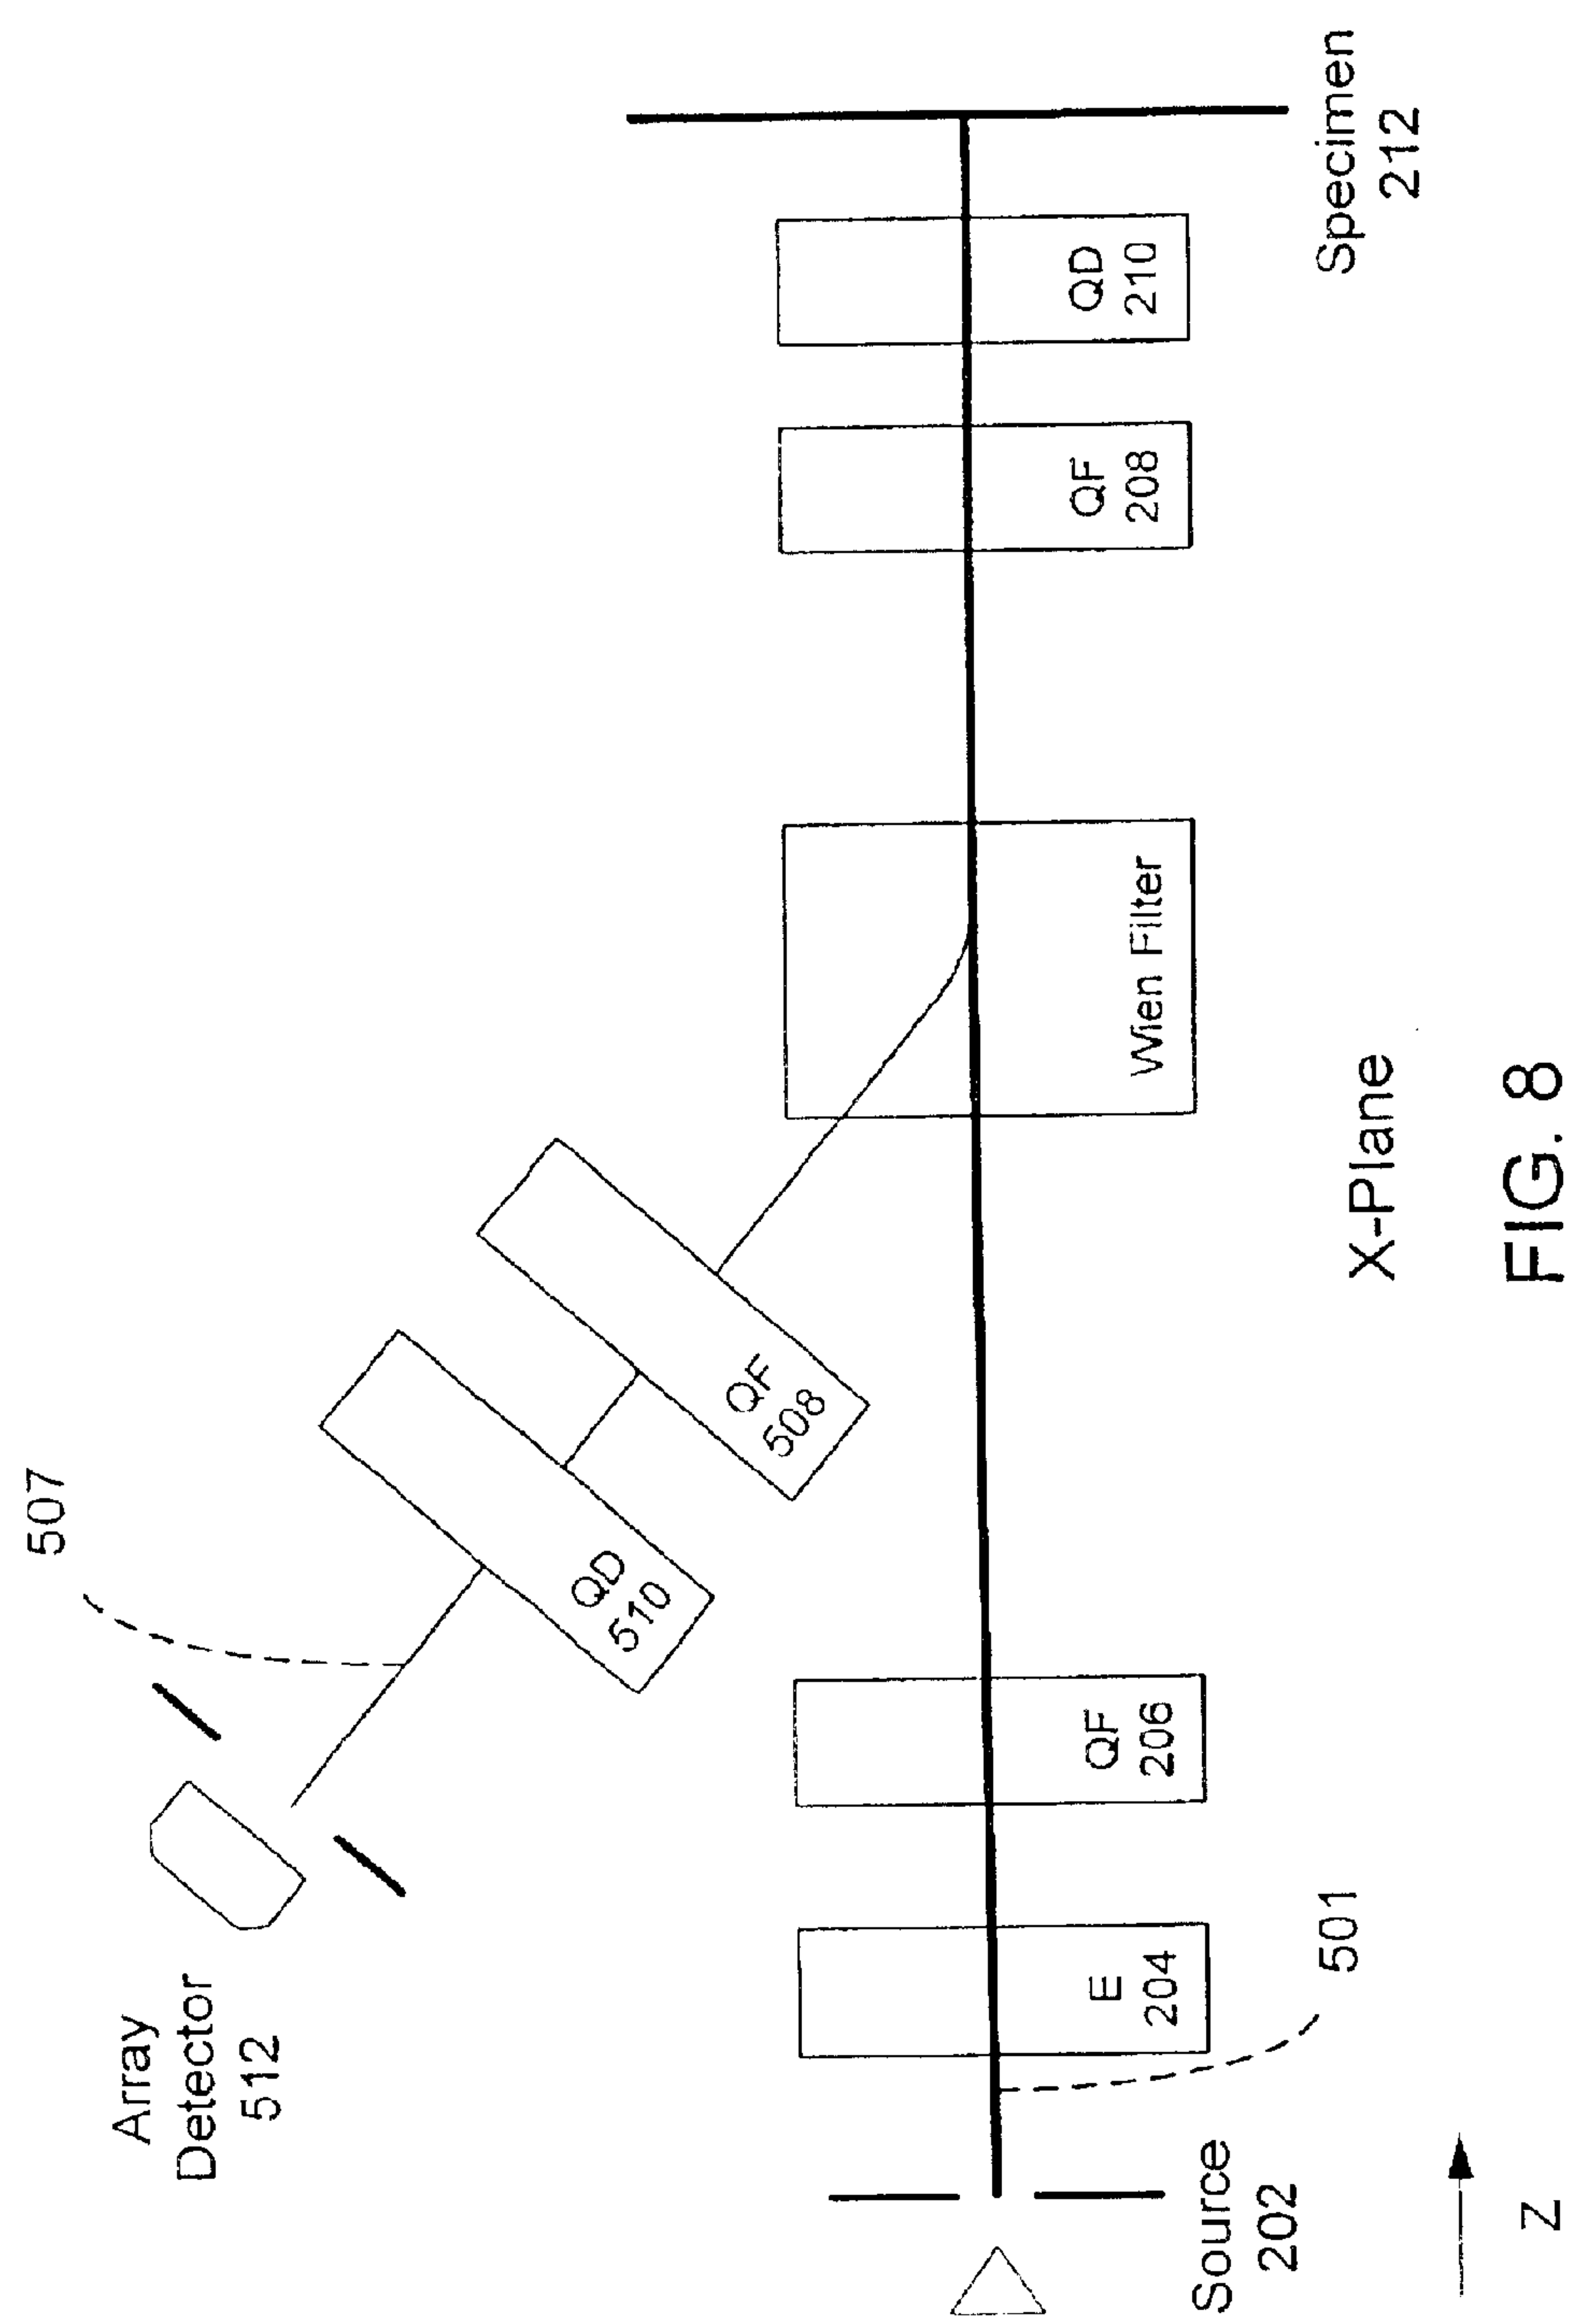 507
Array
Detector
512
QD
510
QF
508
E
204
QF
206
Wien Filter
QF
208
QD
210
501
Source
202
Specimen
212
Z
X-Plane
FIG. 8